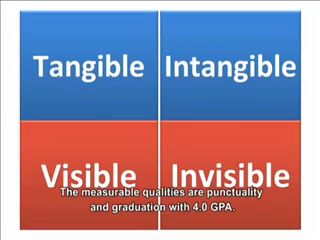 Tangible Intangible
Visible Invisible
The measurable qualities are punctuality
and graduation with 4.0 GPA.